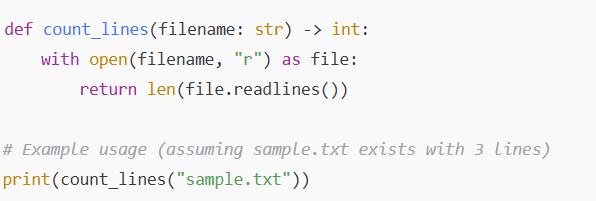 def count_lines(filename: str) -> int:
    with open(filename, "r") as file:
        return len(file.readlines())

# Example usage (assuming sample.txt exists with 3 lines)
print(count_lines("sample.txt"))